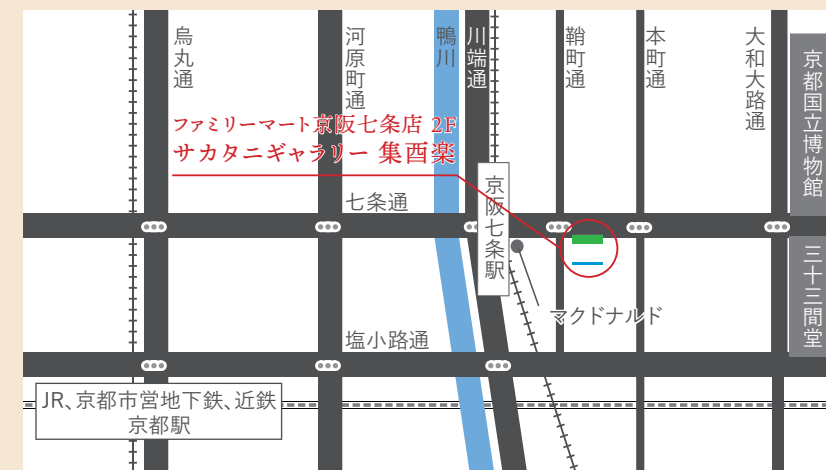 烏丸通
河原町通
鴨川
川端通
鞘町通
本町通
大和大路通
京都国立博物館
ファミリーマート京阪七条店 2F
サカタニギャラリー 集酉楽
七条通
京阪七条駅
三十三間堂
マクドナルド
塩小路通
JR、京都市営地下鉄、近鉄
京都駅